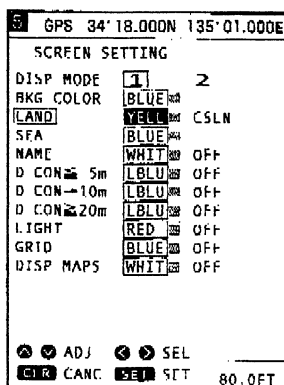 5 GPS 34°18.000N 135°01.000E
SCREEN SETTING
DISP MODE 1 2
BKG COLOR BLUE
LAND YELL CSLN
SEA BLUE
NAME WHIT OFF
D CON≧ 5m LBLU OFF
D CON→10m LBLU OFF
D CON≧20m LBLU OFF
LIGHT RED OFF
GRID BLUE OFF
DISP MAPS WHIT OFF
ADJ SEL
CLR CANC SET SET 80.0FT